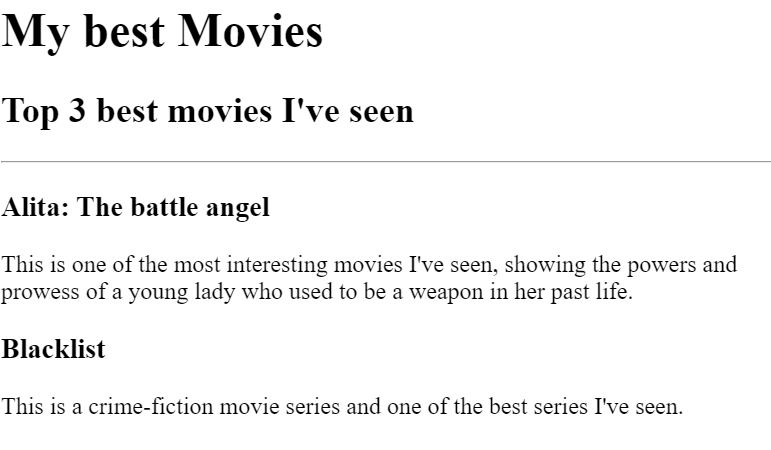 My best Movies
Top 3 best movies I've seen
Alita: The battle angel
This is one of the most interesting movies I've seen, showing the powers and
prowess of a young lady who used to be a weapon in her past life.
Blacklist
This is a crime-fiction movie series and one of the best series I've seen.